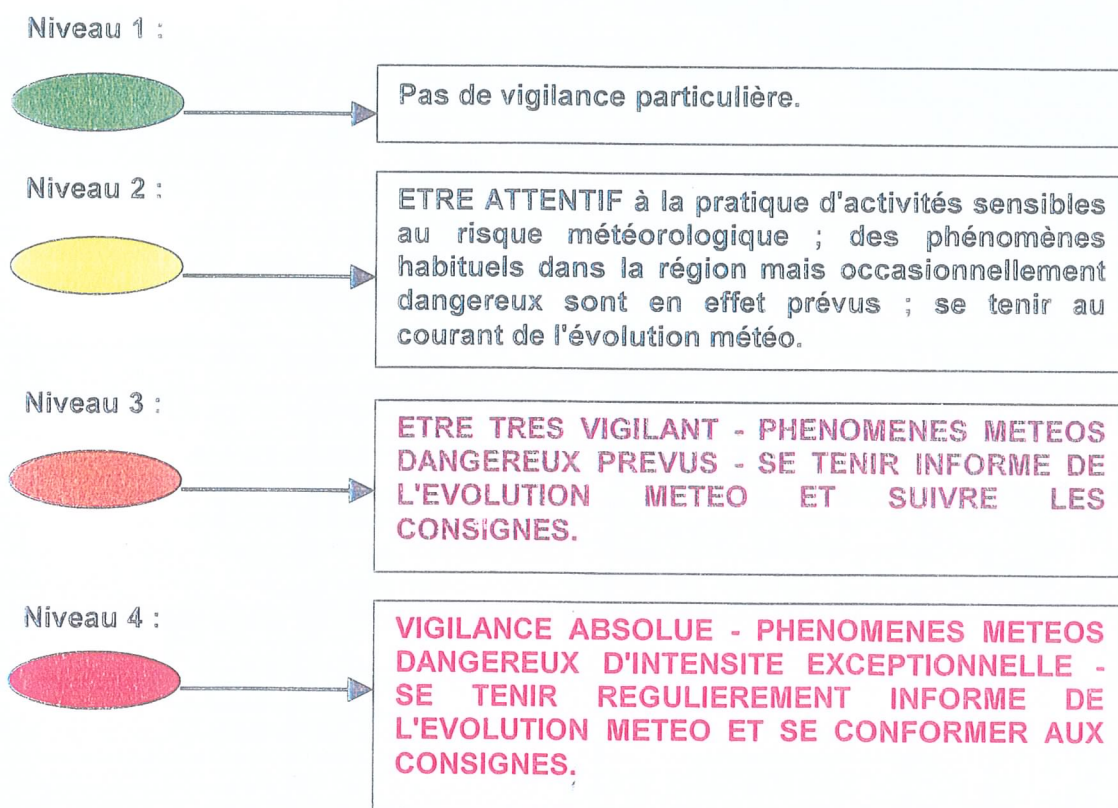 Niveau 1 :
Pas de vigilance particulière.
Niveau 2 :
ETRE ATTENTIF à la pratique d'activités sensibles
au risque météorologique ; des phénomènes
habituels dans la région mais occasionnellement
dangereux sont en effet prévus ; se tenir au
courant de l'évolution météo.
Niveau 3 :
ETRE TRES VIGILANT - PHENOMENES METEOS
DANGEREUX PREVUS - SE TENIR INFORME DE
L'EVOLUTION METEO ET SUIVRE LES
CONSIGNES.
Niveau 4 :
VIGILANCE ABSOLUE - PHENOMENES METEOS
DANGEREUX D'INTENSITE EXCEPTIONNELLE -
SE TENIR REGULIEREMENT INFORME DE
L'EVOLUTION METEO ET SE CONFORMER AUX
CONSIGNES.